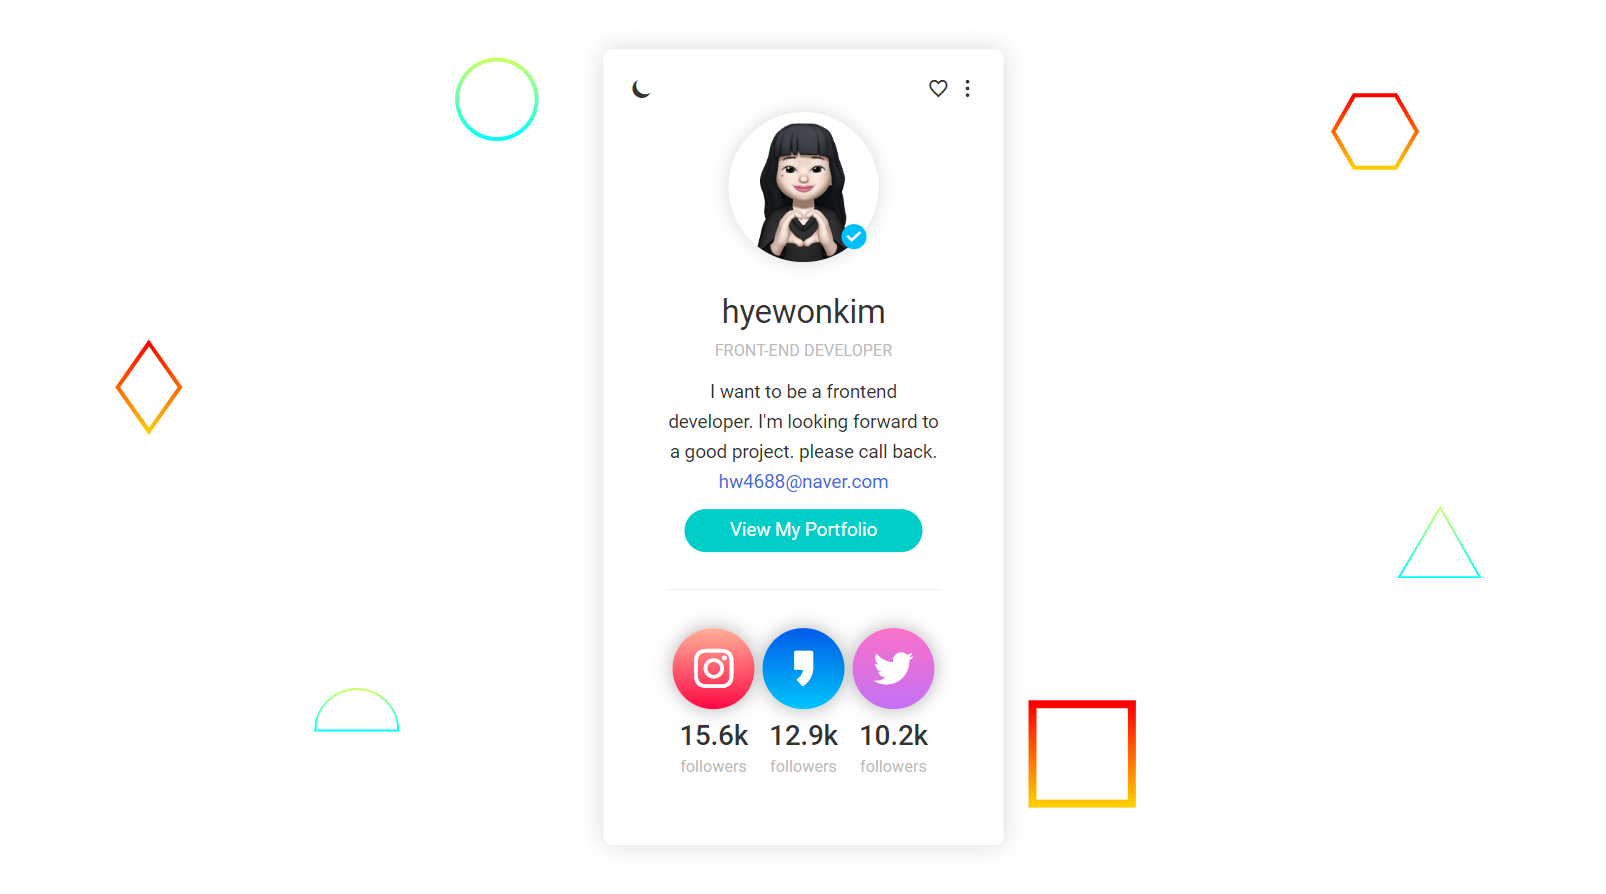 hyewonkim
FRONT-END DEVELOPER
I want to be a frontend
developer. I'm looking forward to
a good project. please call back.
hw4688@naver.com
View My Portfolio
15.6k 12.9k 10.2k
followers followers followers